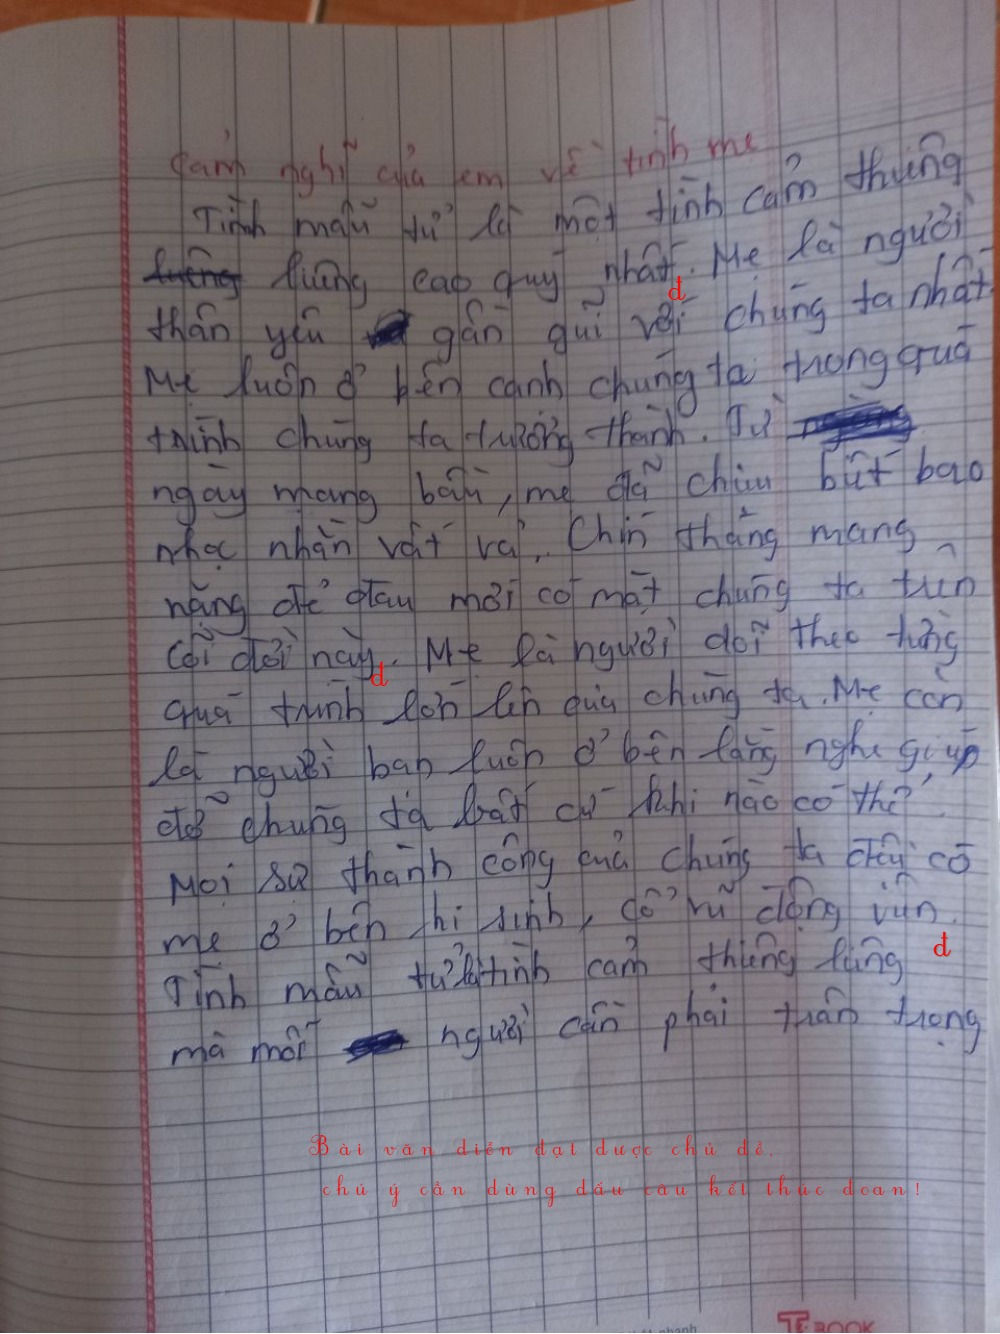 Cảm nghĩ của em về tình mẹ
Tình mẫu tử là một tình cảm thiêng
liêng cao quý nhất. Mẹ là người
đ
thân yêu gần gũi với chúng ta nhất.
Mẹ luôn ở bên cạnh chúng ta trong quá
trình chúng ta trưởng thành. Từ
ngày mang bầu, mẹ đã chịu bứt bao
nhọc nhằn vất vả. Chín tháng mang
nặng đẻ đau mới có mặt chúng ta trên
cõi đời này. Mẹ là người dõi theo từng
đ
quá trình lớn lên của chúng ta. Mẹ còn
là người bạn luôn ở bên lắng nghe giúp
đỡ chúng ta bất cứ khi nào có thể.
Mọi sự thành công của chúng ta đều có
mẹ ở bên hi sinh, cổ vũ động viên.
đ
Tình mẫu tử là tình cảm thiêng liêng
mà mỗi người cần phải trân trọng
Bài văn diễn đạt được chủ đề.
chú ý cần dùng dấu câu kết thúc đoạn!
BOOK